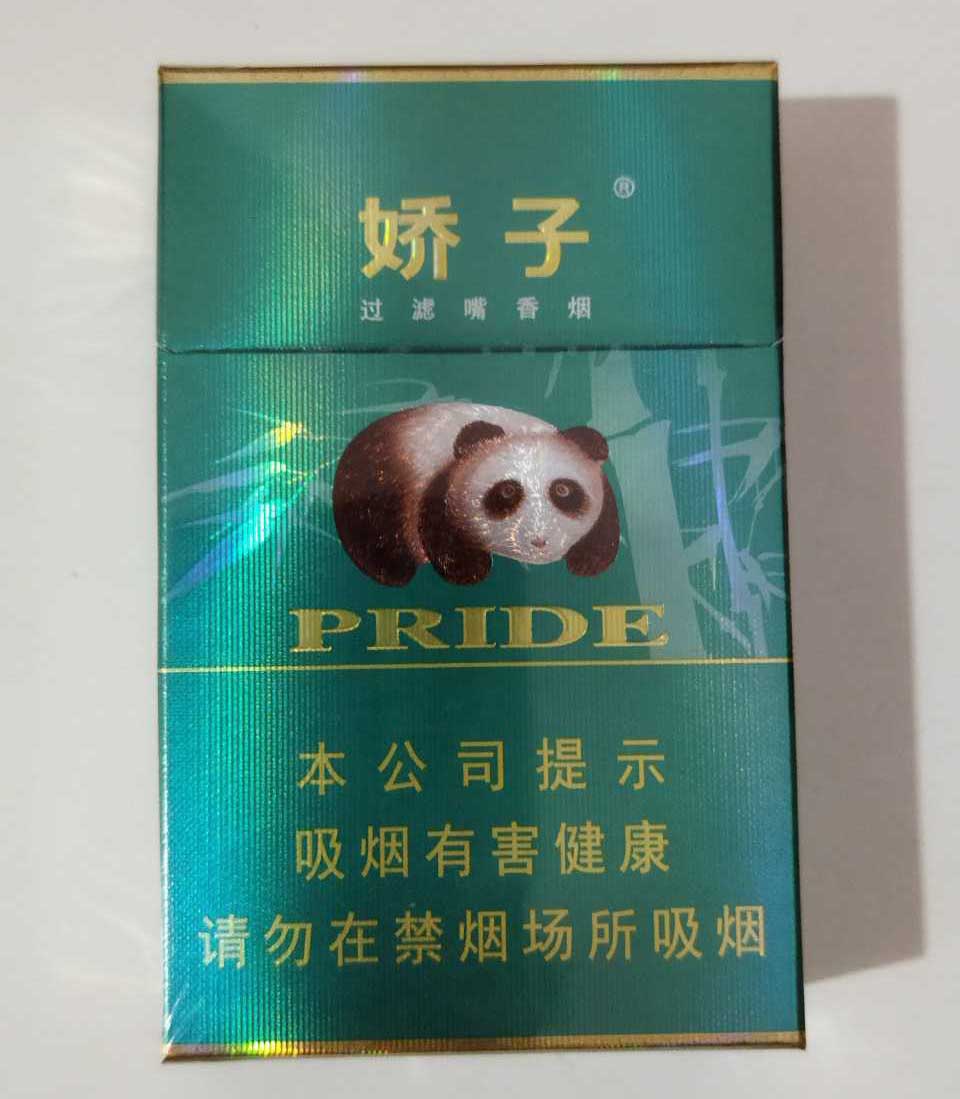 娇子®
过滤嘴香烟
PRIDE
本公司提示
吸烟有害健康
请勿在禁烟场所吸烟